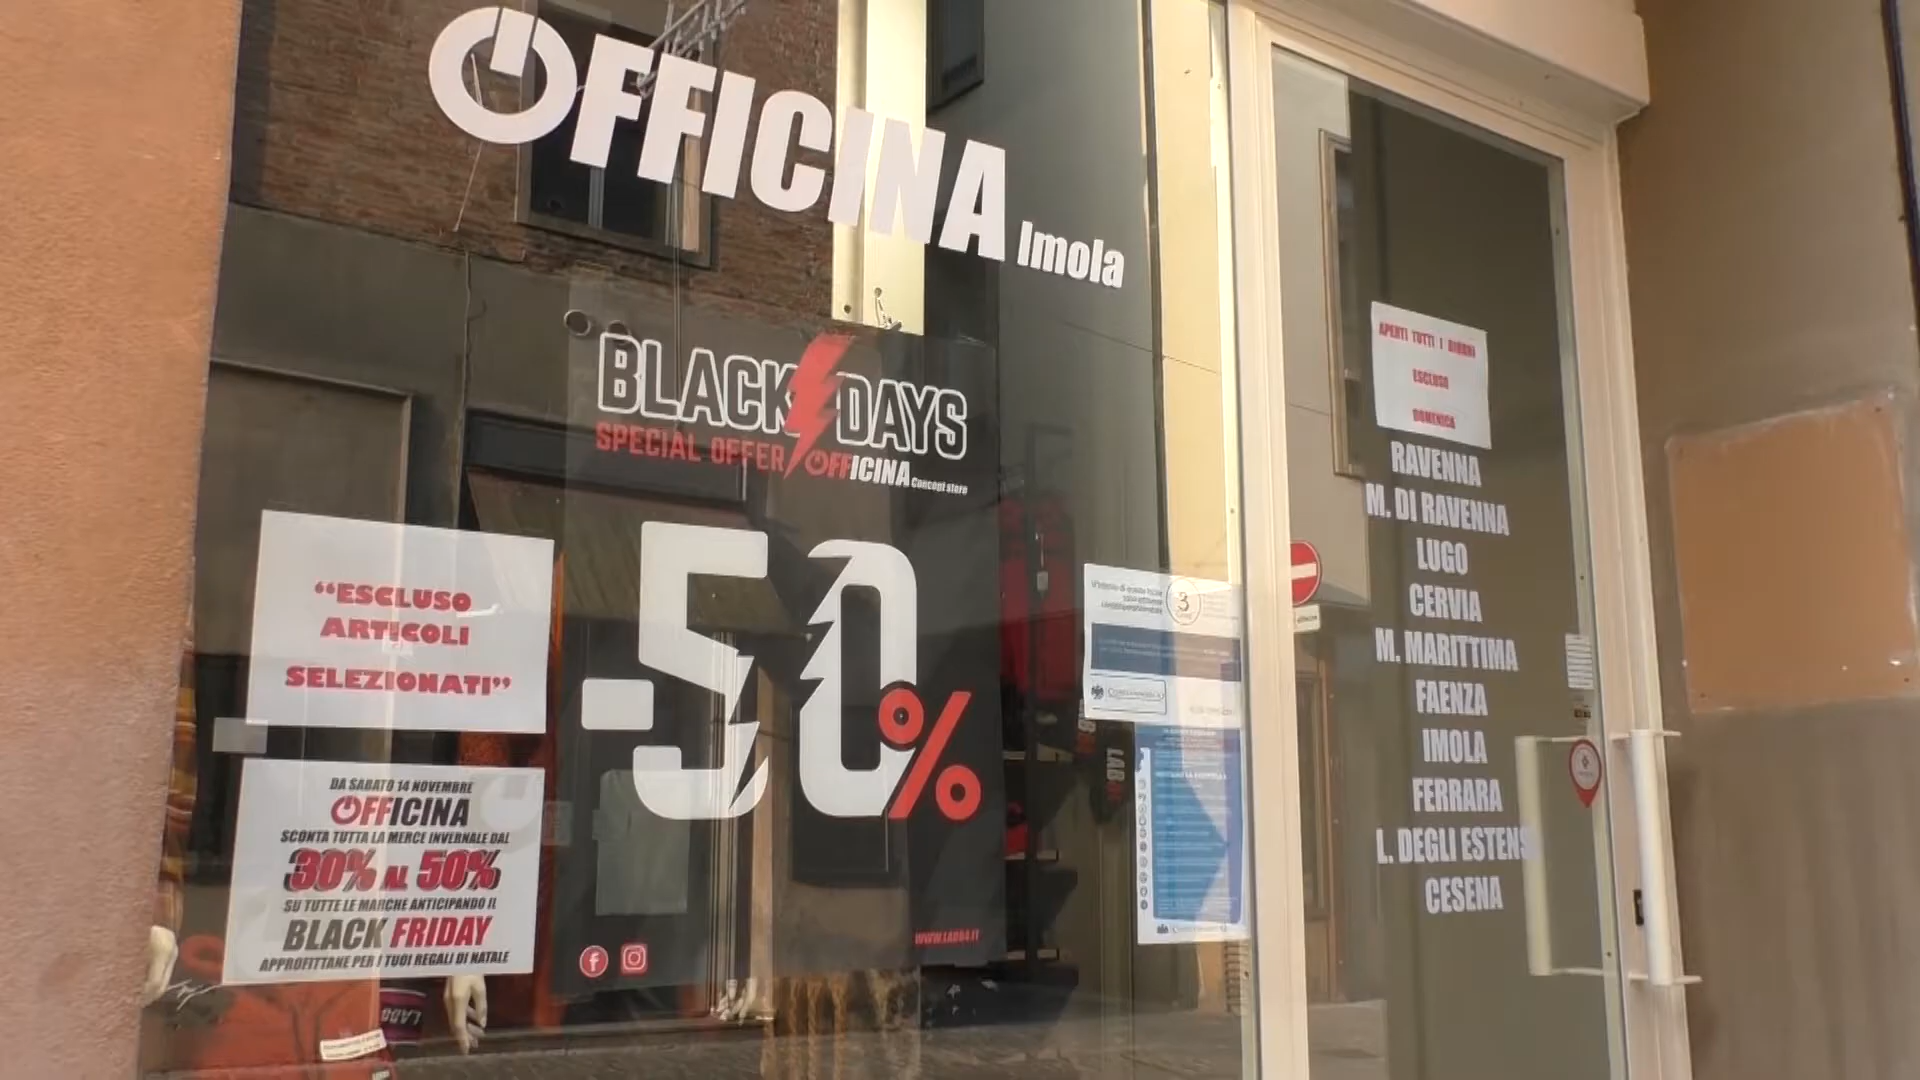 OFFICINA Imola
BLACK DAYS
SPECIAL OFFER OFFICINA Concept store
-50%
WWW.LAB84.IT
“ESCLUSO
ARTICOLI
SELEZIONATI”
DA SABATO 14 NOVEMBRE
OFFICINA
SCONTA TUTTA LA MERCE INVERNALE DAL
30% AL 50%
SU TUTTE LE MARCHE ANTICIPANDO IL
BLACK FRIDAY
APPROFITTANE PER I TUOI REGALI DI NATALE
3
CONFCOMMERCIO
APERTI TUTTI I GIORNI
ESCLUSO
DOMENICA
RAVENNA
M. DI RAVENNA
LUGO
CERVIA
M. MARITTIMA
FAENZA
IMOLA
FERRARA
L. DEGLI ESTENS
CESENA